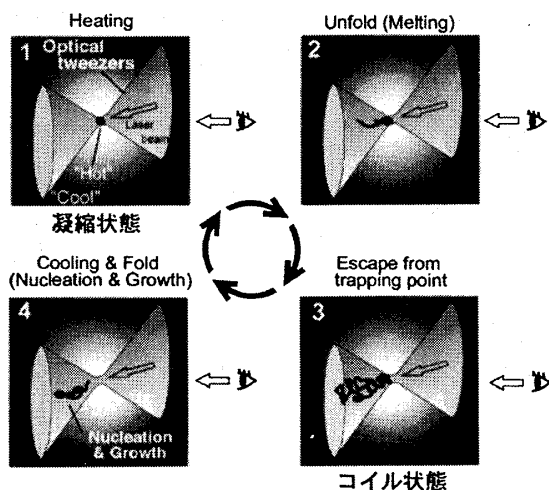 Heating
1
Optical
tweezers
Laser
beam
"Hot"
"Cool"
凝縮状態
Unfold (Melting)
2
Escape from
trapping point
3
コイル状態
Cooling & Fold
(Nucleation & Growth)
4
Nucleation
& Growth